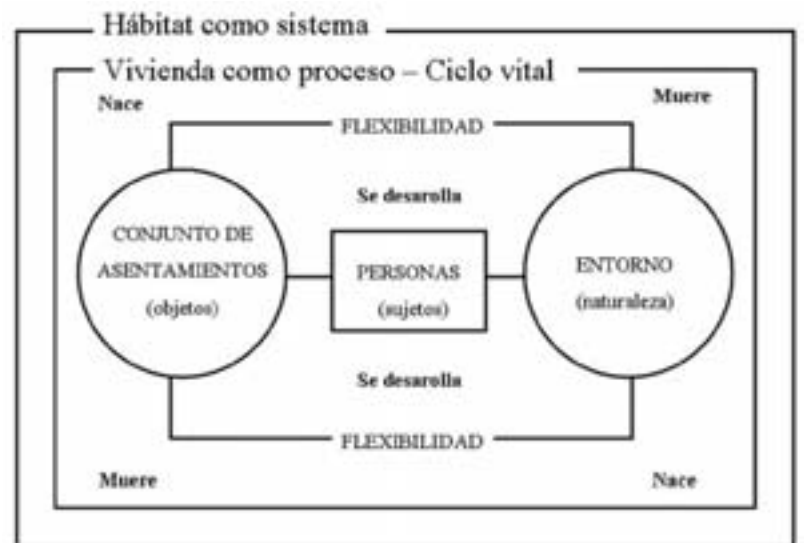 Hábitat como sistema
Vivienda como proceso – Ciclo vital
Nace
Muere
FLEXIBILIDAD
Se desarolla
CONJUNTO DE
ASENTAMIENTOS
(objetos)
PERSONAS
(sujetos)
ENTORNO
(naturaleza)
Se desarolla
FLEXIBILIDAD
Muere
Nace